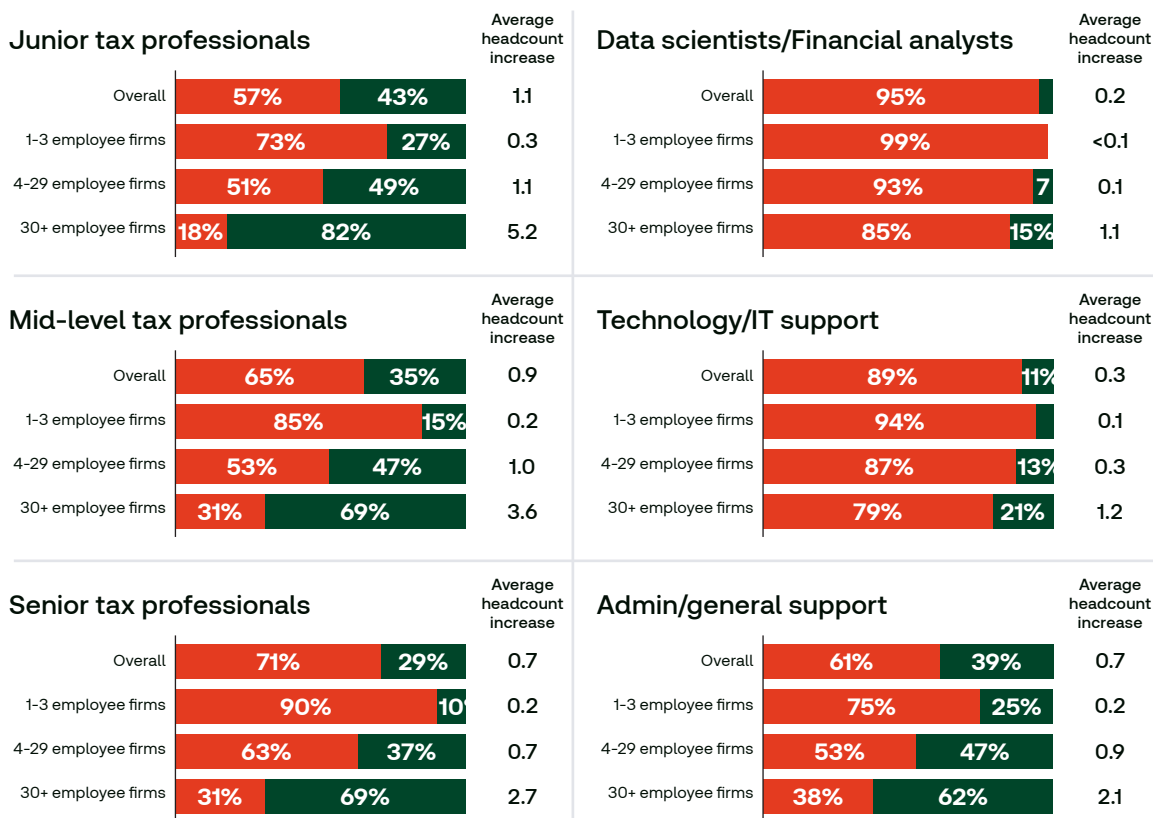 Junior tax professionals
Average
headcount
increase
Overall 57% 43% 1.1
1-3 employee firms 73% 27% 0.3
4-29 employee firms 51% 49% 1.1
30+ employee firms 18% 82% 5.2
Data scientists/Financial analysts
Average
headcount
increase
Overall 95% 0.2
1-3 employee firms 99% <0.1
4-29 employee firms 93% 7 0.1
30+ employee firms 85% 15% 1.1
Mid-level tax professionals
Average
headcount
increase
Overall 65% 35% 0.9
1-3 employee firms 85% 15% 0.2
4-29 employee firms 53% 47% 1.0
30+ employee firms 31% 69% 3.6
Technology/IT support
Average
headcount
increase
Overall 89% 11% 0.3
1-3 employee firms 94% 0.1
4-29 employee firms 87% 13% 0.3
30+ employee firms 79% 21% 1.2
Senior tax professionals
Average
headcount
increase
Overall 71% 29% 0.7
1-3 employee firms 90% 10 0.2
4-29 employee firms 63% 37% 0.7
30+ employee firms 31% 69% 2.7
Admin/general support
Average
headcount
increase
Overall 61% 39% 0.7
1-3 employee firms 75% 25% 0.2
4-29 employee firms 53% 47% 0.9
30+ employee firms 38% 62% 2.1